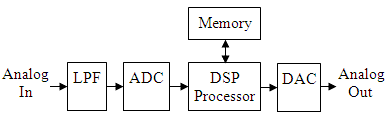 Memory
Analog
In
LPF
ADC
DSP
Processor
DAC
Analog
Out